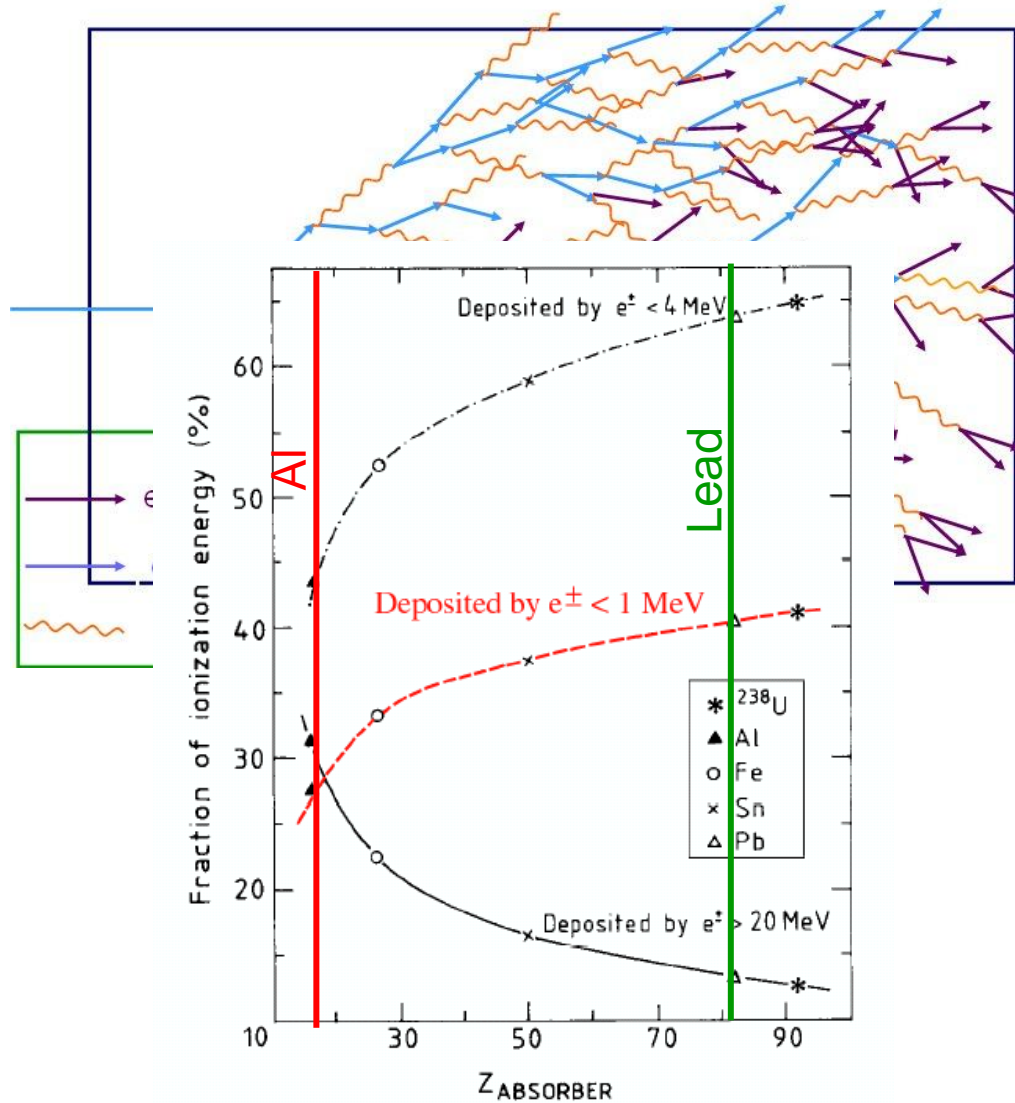 Deposited by e± < 4 MeV
60
Al
Lead
50
e
Deposited by e± < 1 MeV
40
238U
Al
Fe
Sn
Pb
30
20
Deposited by e± > 20 MeV
10 30 50 70 90
Fraction of ionization energy (%)
ZABSORBER